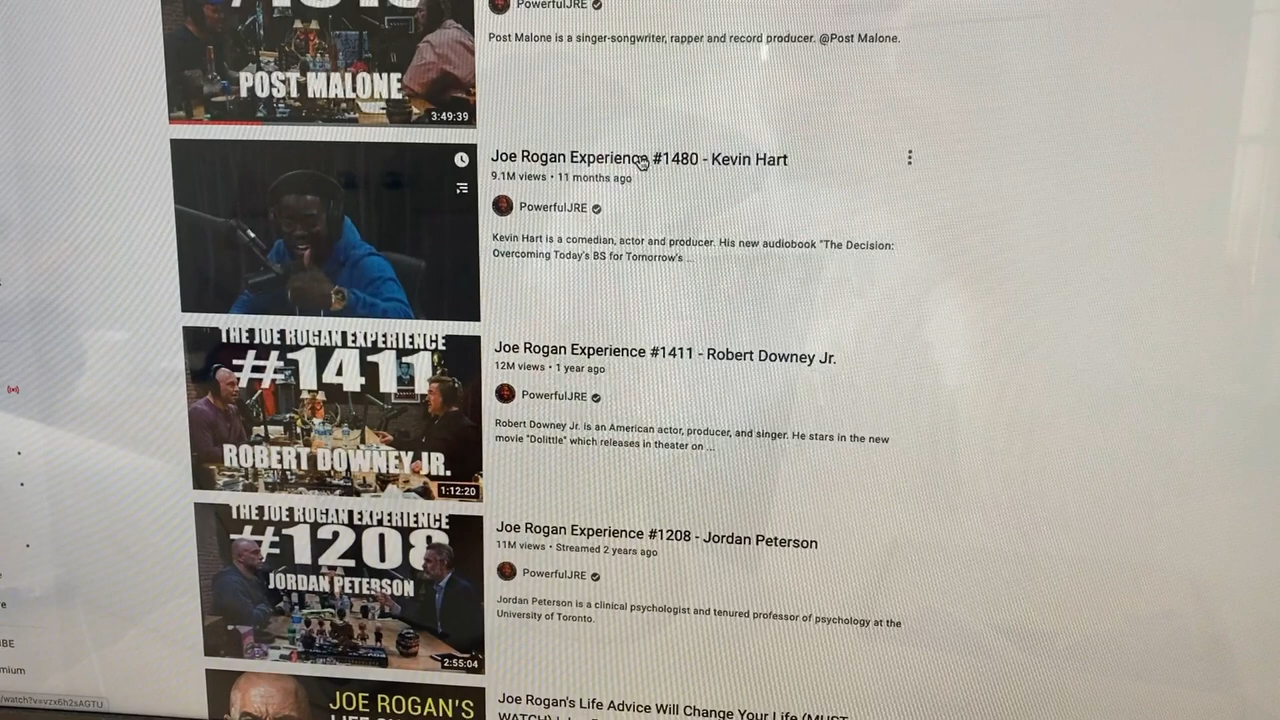 PowerfulJRE
Post Malone is a singer-songwriter, rapper and record producer. @Post Malone.
POST MALONE
3:49:39
Joe Rogan Experience #1480 - Kevin Hart
9.1M views • 11 months ago
PowerfulJRE
Kevin Hart is a comedian, actor and producer. His new audiobook "The Decision:
Overcoming Today's BS for Tomorrow's ...
THE JOE ROGAN EXPERIENCE
#1411
ROBERT DOWNEY JR.
1:12:20
Joe Rogan Experience #1411 - Robert Downey Jr.
12M views • 1 year ago
PowerfulJRE
Robert Downey Jr. is an American actor, producer, and singer. He stars in the new
movie "Dolittle" which releases in theater on ...
THE JOE ROGAN EXPERIENCE
#1208
JORDAN PETERSON
2:55:04
Joe Rogan Experience #1208 - Jordan Peterson
11M views • Streamed 2 years ago
PowerfulJRE
Jordan Peterson is a clinical psychologist and tenured professor of psychology at the
University of Toronto.
JOE ROGAN'S
Joe Rogan's Life Advice Will Change Your Life (MUST
/watch?v=vzx6h2sAGTU